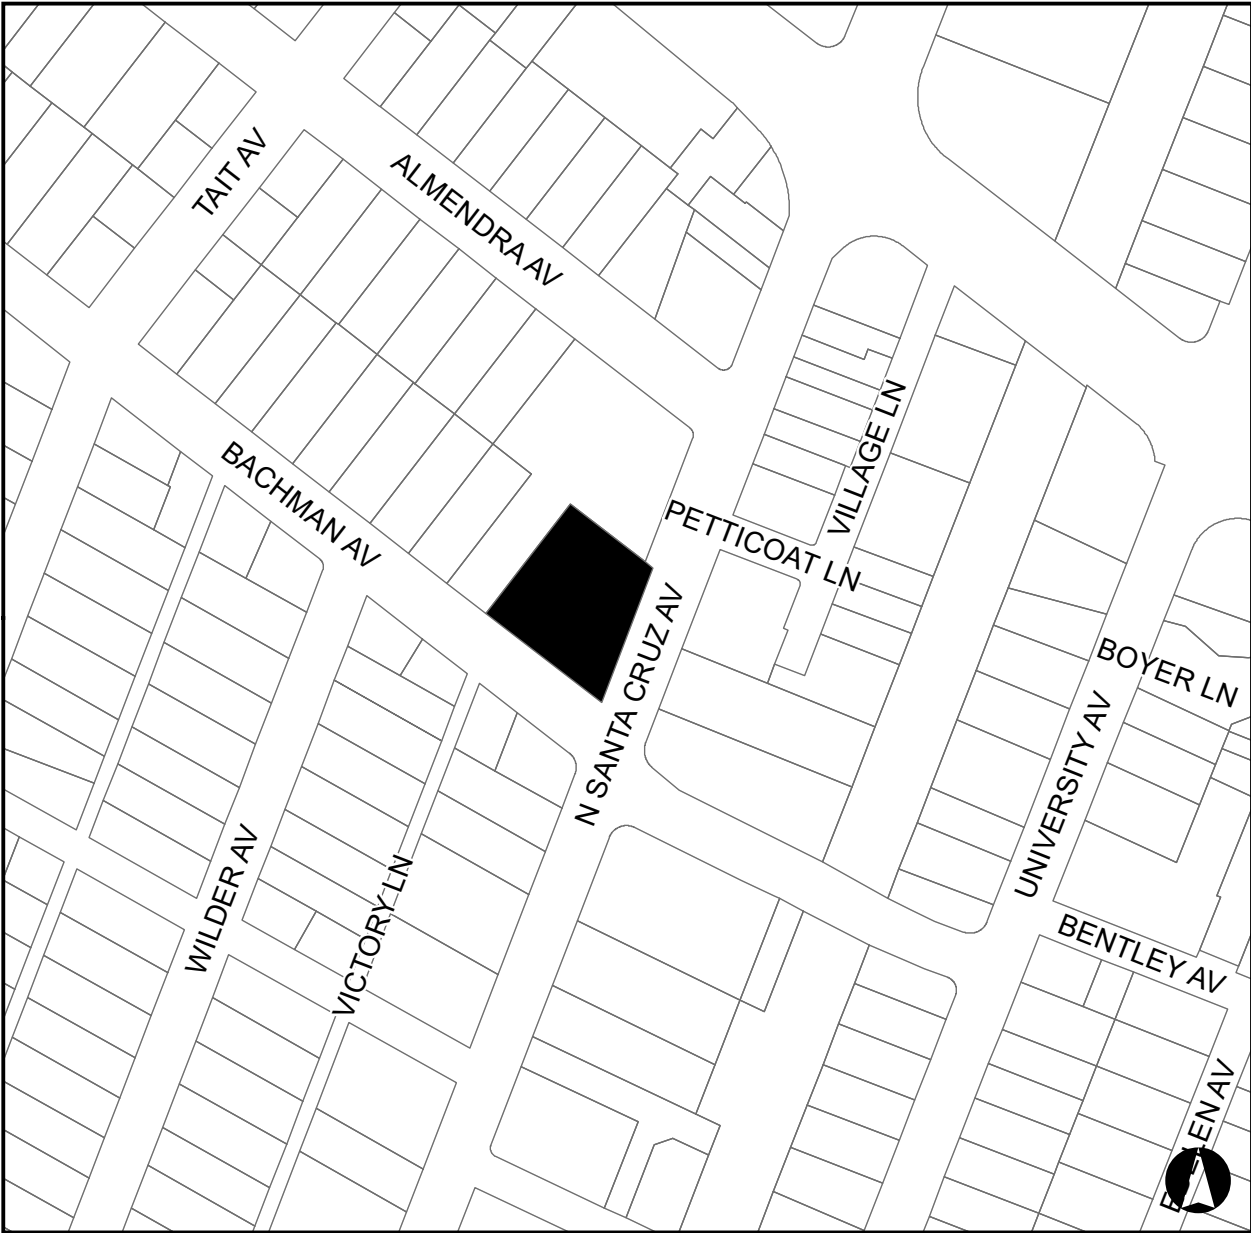 TAIT AV
ALMENDRA AV
BACHMAN AV
VILLAGE LN
PETTICOAT LN
N SANTA CRUZ AV
BOYER LN
UNIVERSITY AV
WILDER AV
VICTORY LN
BENTLEY AV